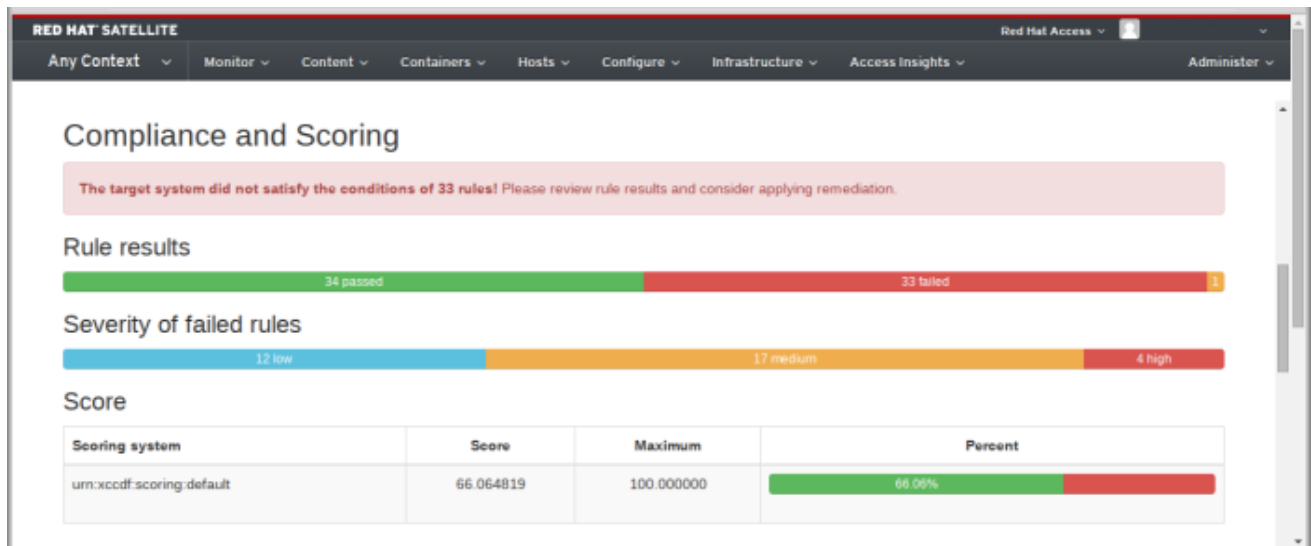 RED HAT SATELLITE
Red Hat Access
Any Context Monitor Content Containers Hosts Configure Infrastructure Access Insights Administer
Compliance and Scoring
The target system did not satisfy the conditions of 33 rules! Please review rule results and consider applying remediation.
Rule results
34 passed 33 failed 1
Severity of failed rules
12 low 17 medium 4 high
Score
Scoring system Score Maximum Percent
urn:xccdf:scoring:default 66.064819 100.000000 66.06%